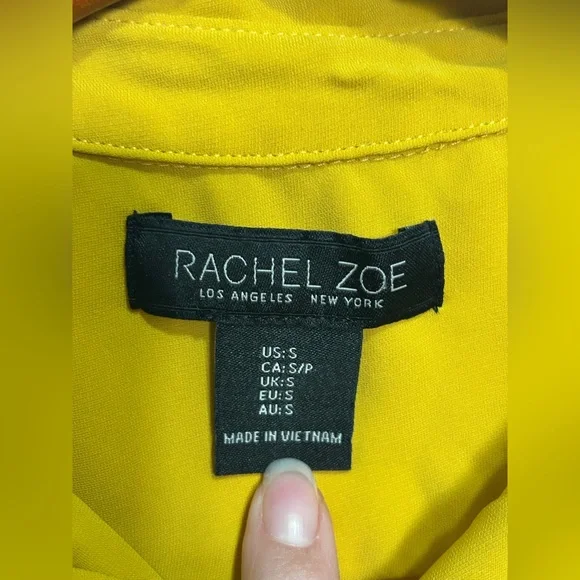 RACHEL ZOE
LOS ANGELES NEW YORK
US: S
CA: S/P
UK: S
EU: S
AU: S
MADE IN VIETNAM